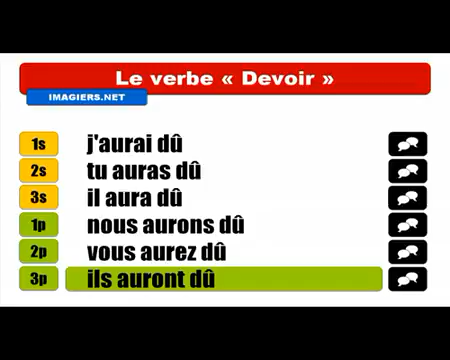 Le verbe « Devoir »
IMAGIERS.NET
1s j'aurai dû
2s tu auras dû
3s il aura dû
1p nous aurons dû
2p vous aurez dû
3p ils auront dû